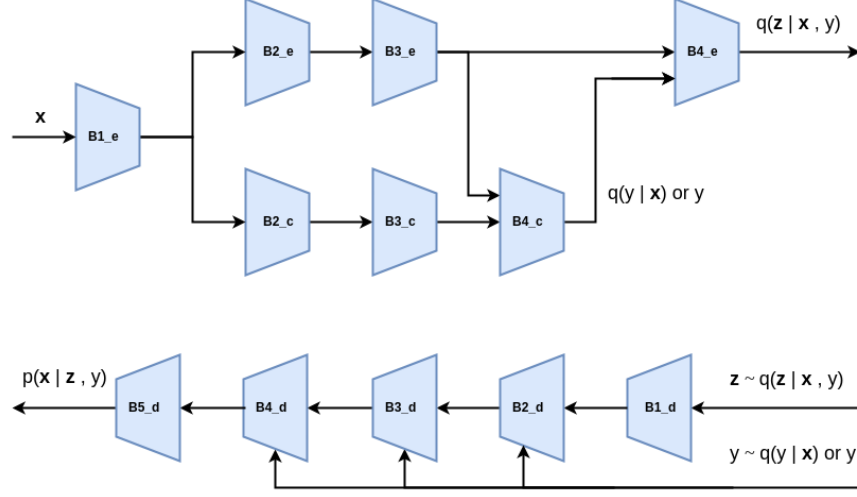 q(z | x , y)
B2_e
B3_e
B4_e
x
B1_e
q(y | x) or y
B2_c
B3_c
B4_c
p(x | z , y)
z ~ q(z | x , y)
B5_d
B4_d
B3_d
B2_d
B1_d
y ~ q(y | x) or y